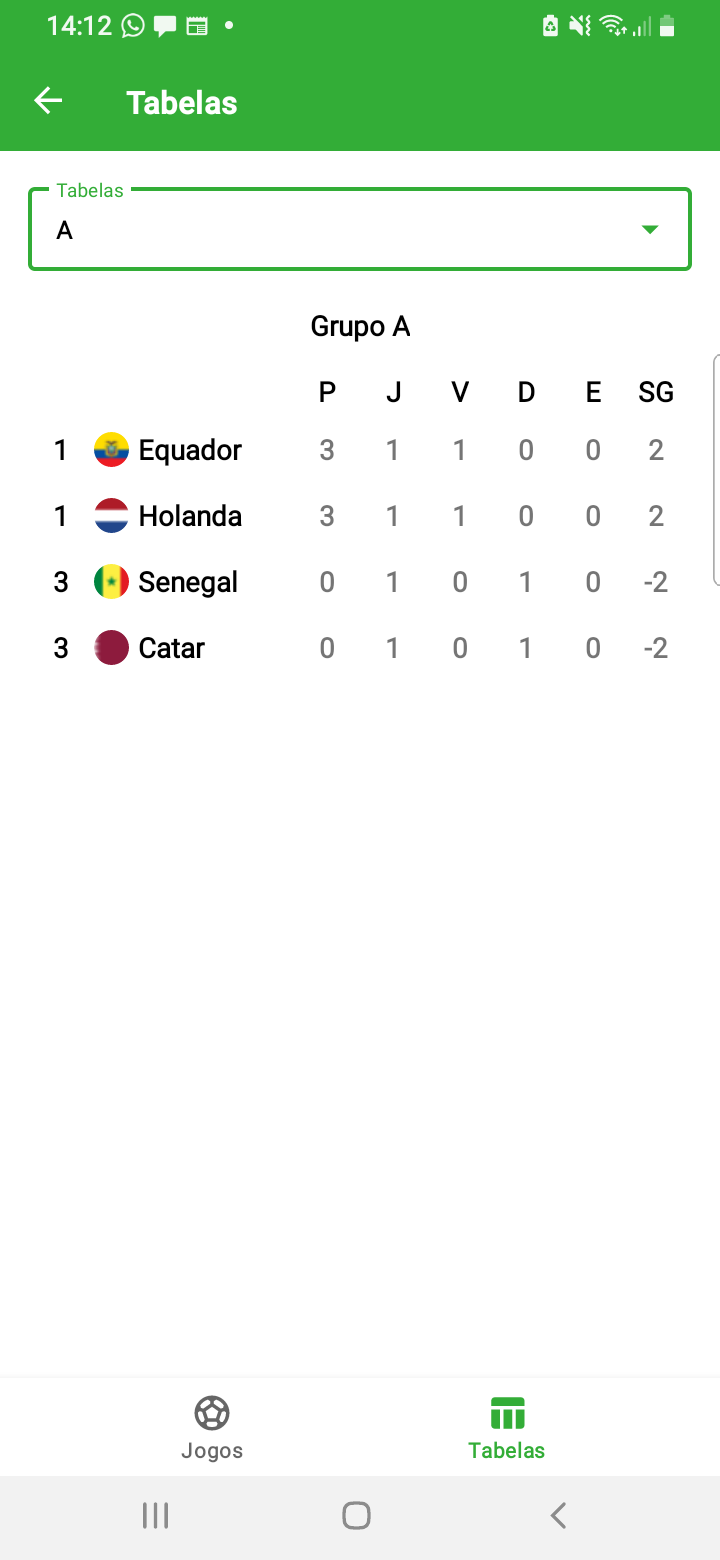 14:12
Tabelas
Tabelas
A
Grupo A
P J V D E SG
1 Equador 3 1 1 0 0 2
1 Holanda 3 1 1 0 0 2
3 Senegal 0 1 0 1 0 -2
3 Catar 0 1 0 1 0 -2
Jogos Tabelas